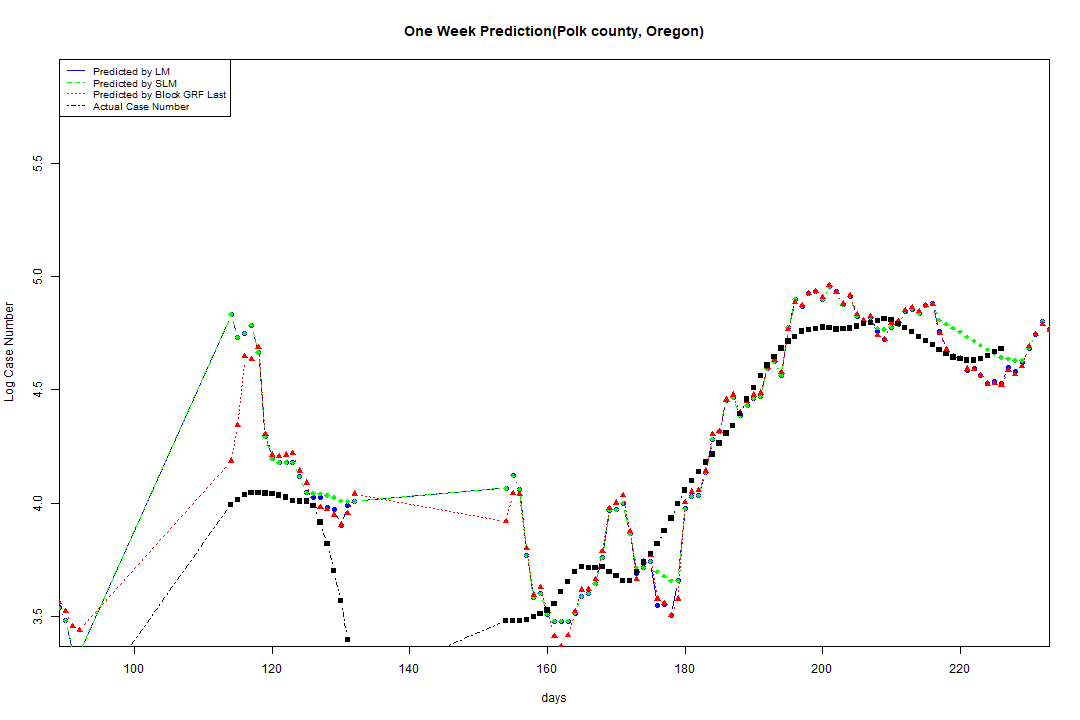 One Week Prediction(Polk county, Oregon)
Predicted by LM
Predicted by SLM
Predicted by Block GRF Last
Actual Case Number
5.5
5.0
4.5
4.0
3.5
Log Case Number
100 120 140 160 180 200 220
days